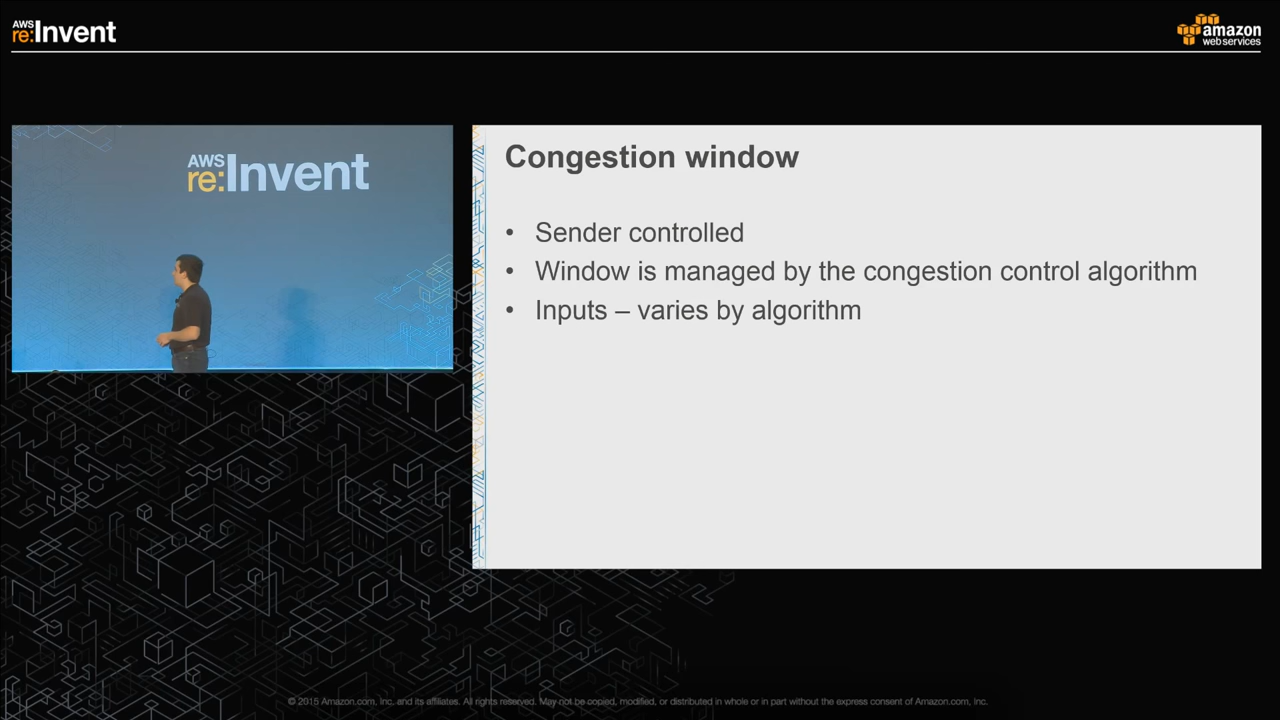 AWS
re:Invent
amazon
web services
AWS
re:Invent
Congestion window
• Sender controlled
• Window is managed by the congestion control algorithm
• Inputs – varies by algorithm
© 2015 Amazon.com, Inc. and its affiliates. All rights reserved. May not be copied, modified, or distributed in whole or in part without the express consent of Amazon.com, Inc.